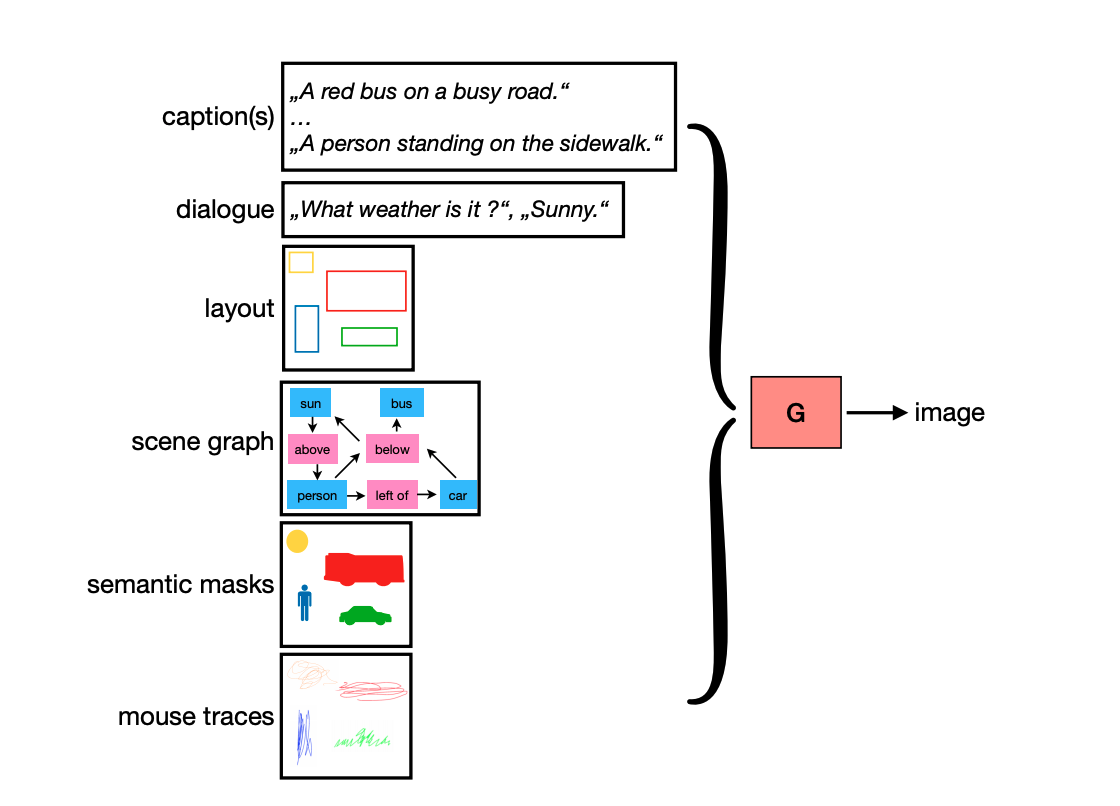 caption(s)
„A red bus on a busy road.“
…
„A person standing on the sidewalk.“
dialogue
„What weather is it ?“, „Sunny.“
layout
scene graph
sun
bus
above
below
person
left of
car
semantic masks
mouse traces
G
image